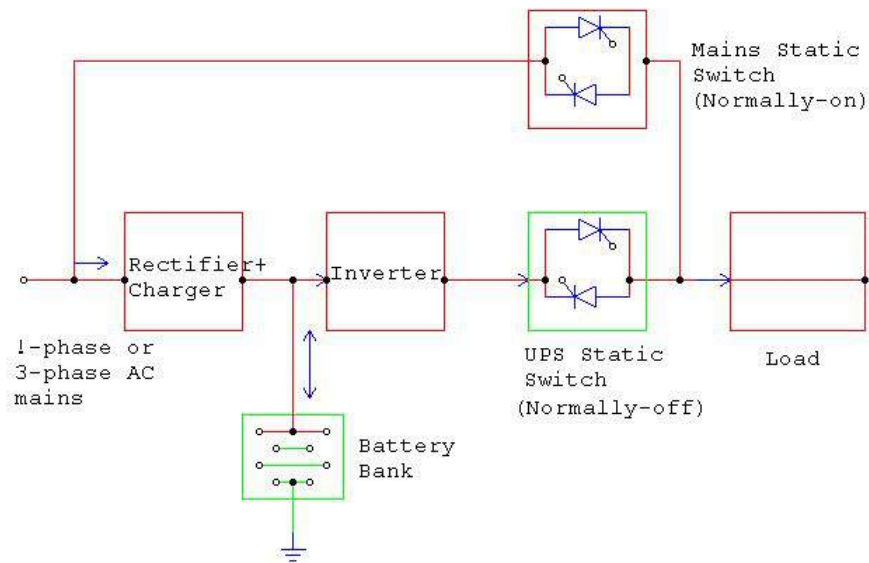 Mains Static
Switch
(Normally-on)
Rectifier+
Charger
Inverter
!-phase or
3-phase AC
mains
UPS Static
Switch
(Normally-off)
Load
Battery
Bank